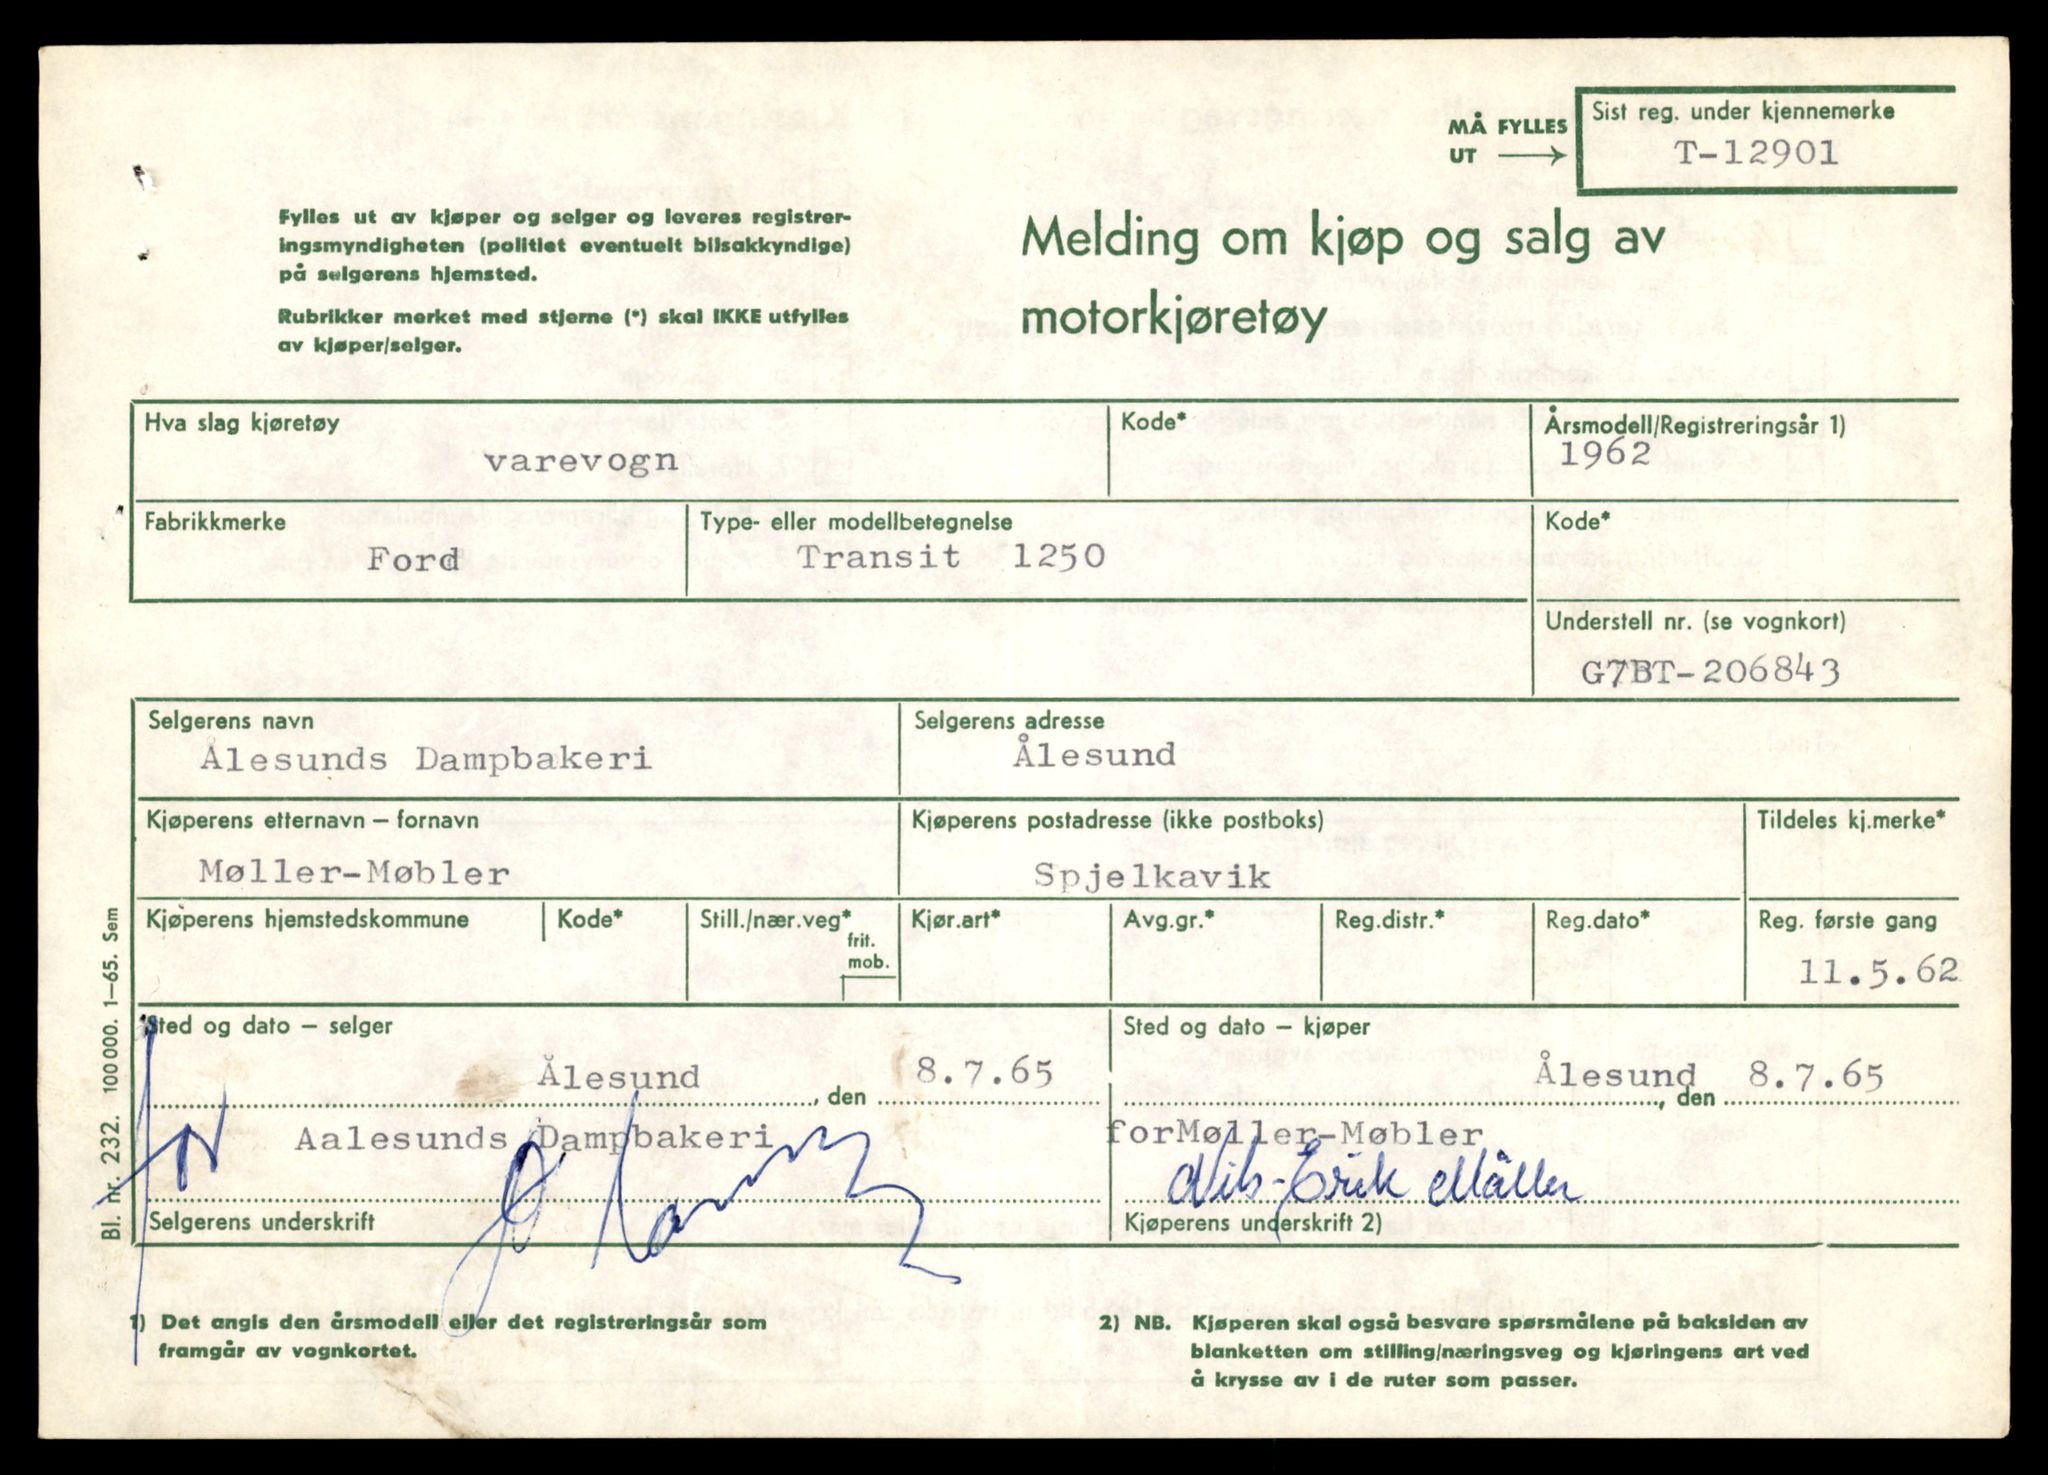 MÅ FYLLES UT →
Sist reg. under kjennemerke
T-12901
Fylles ut av kjøper og selger og leveres registrer-
ingsmyndigheten (politiet eventuelt bilsakkyndige)
på selgerens hjemsted.
Rubrikker merket med stjerne (*) skal IKKE utfylles
av kjøper/selger.
Melding om kjøp og salg av
motorkjøretøy
Hva slag kjøretøy
varevogn
Kode*
Årsmodell/Registreringsår 1)
1962
Fabrikkmerke
Ford
Type- eller modellbetegnelse
Transit 1250
Kode*
Understell nr. (se vognkort)
G7BT-206843
Selgerens navn
Ålesunds Dampbakeri
Selgerens adresse
Ålesund
Kjøperens etternavn – fornavn
Møller-Møbler
Kjøperens postadresse (ikke postboks)
Spjelkavik
Tildeles kj.merke*
Kjøperens hjemstedskommune
Kode*
Still./nær.veg*
frit.
mob.
Kjør.art*
Avg.gr.*
Reg.distr.*
Reg.dato*
Reg. første gang
11.5.62
Sted og dato – selger
Ålesund, den 8.7.65
Aalesunds Dampbakeri
Selgerens underskrift
Sted og dato – kjøper
Ålesund, den 8.7.65
forMøller-Møbler
Nils-Erik Møller
Kjøperens underskrift 2)
Bl. nr. 232. 100 000. 1–65. Sem
1) Det angis den årsmodell eller det registreringsår som
framgår av vognkortet.
2) NB. Kjøperen skal også besvare spørsmålene på baksiden av
blanketten om stilling/næringsveg og kjøringens art ved
å krysse av i de ruter som passer.